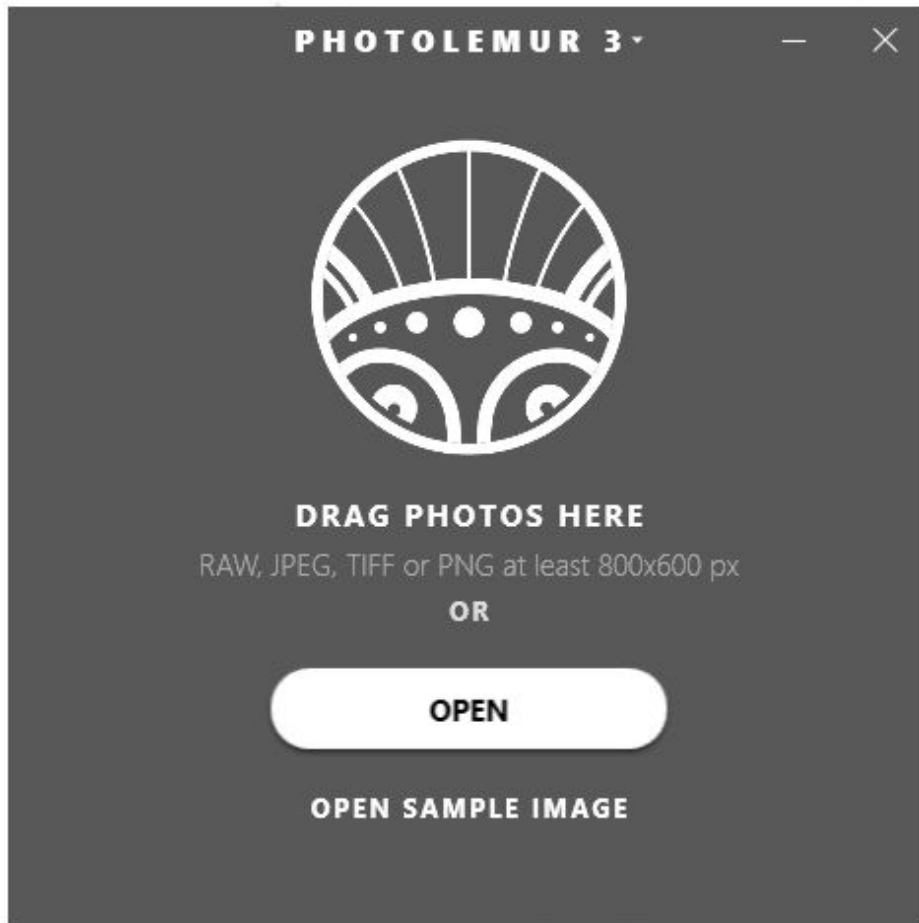 PHOTOLEMUR 3
DRAG PHOTOS HERE
RAW, JPEG, TIFF or PNG at least 800x600 px
OR
OPEN
OPEN SAMPLE IMAGE